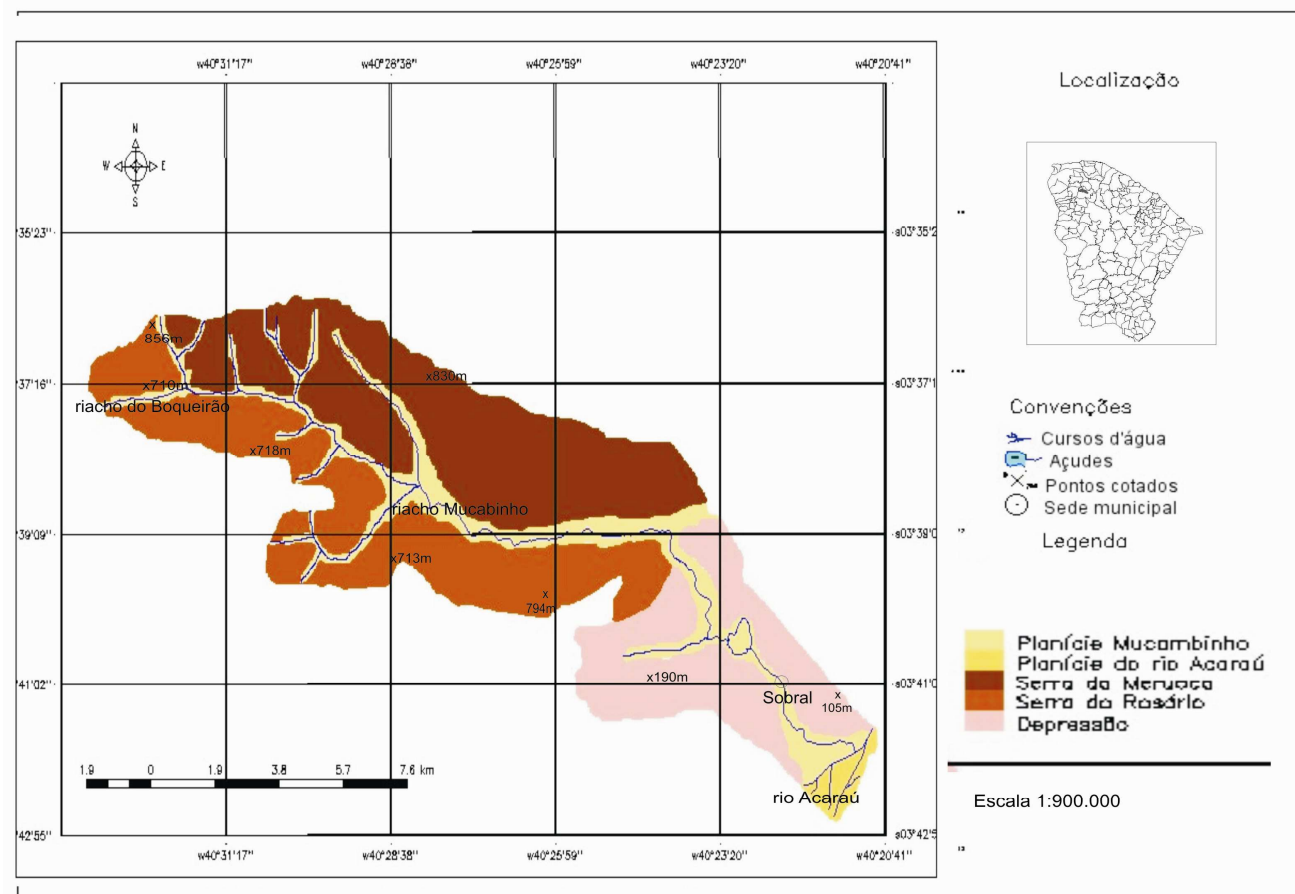 w40°31'17'' w40°28'38'' w40°25'59'' w40°23'20'' w40°20'41''
Localização
N
W E
S
35'23'' s03°35'2
x
856m
x830m
37'16'' s03°37'1
x710m
riacho do Boqueirão
Convenções
Cursos d'água
x718m
Açudes
Pontos cotados
riacho Mucabinho
Sede municipal
39'09'' s03°39'0
Legenda
x713m
x
794m
Planície Mucambinho
Planície do rio Acaraú
x190m
41'02'' s03°41'0
Serra da Meruoca
Sobral
x
105m
Serra do Rosário
Depressão
1.9 0 1.9 3.8 5.7 7.6 km
rio Acaraú
Escala 1:900.000
42'55'' s03°42'5
w40°31'17'' w40°28'38'' w40°25'59'' w40°23'20'' w40°20'41''